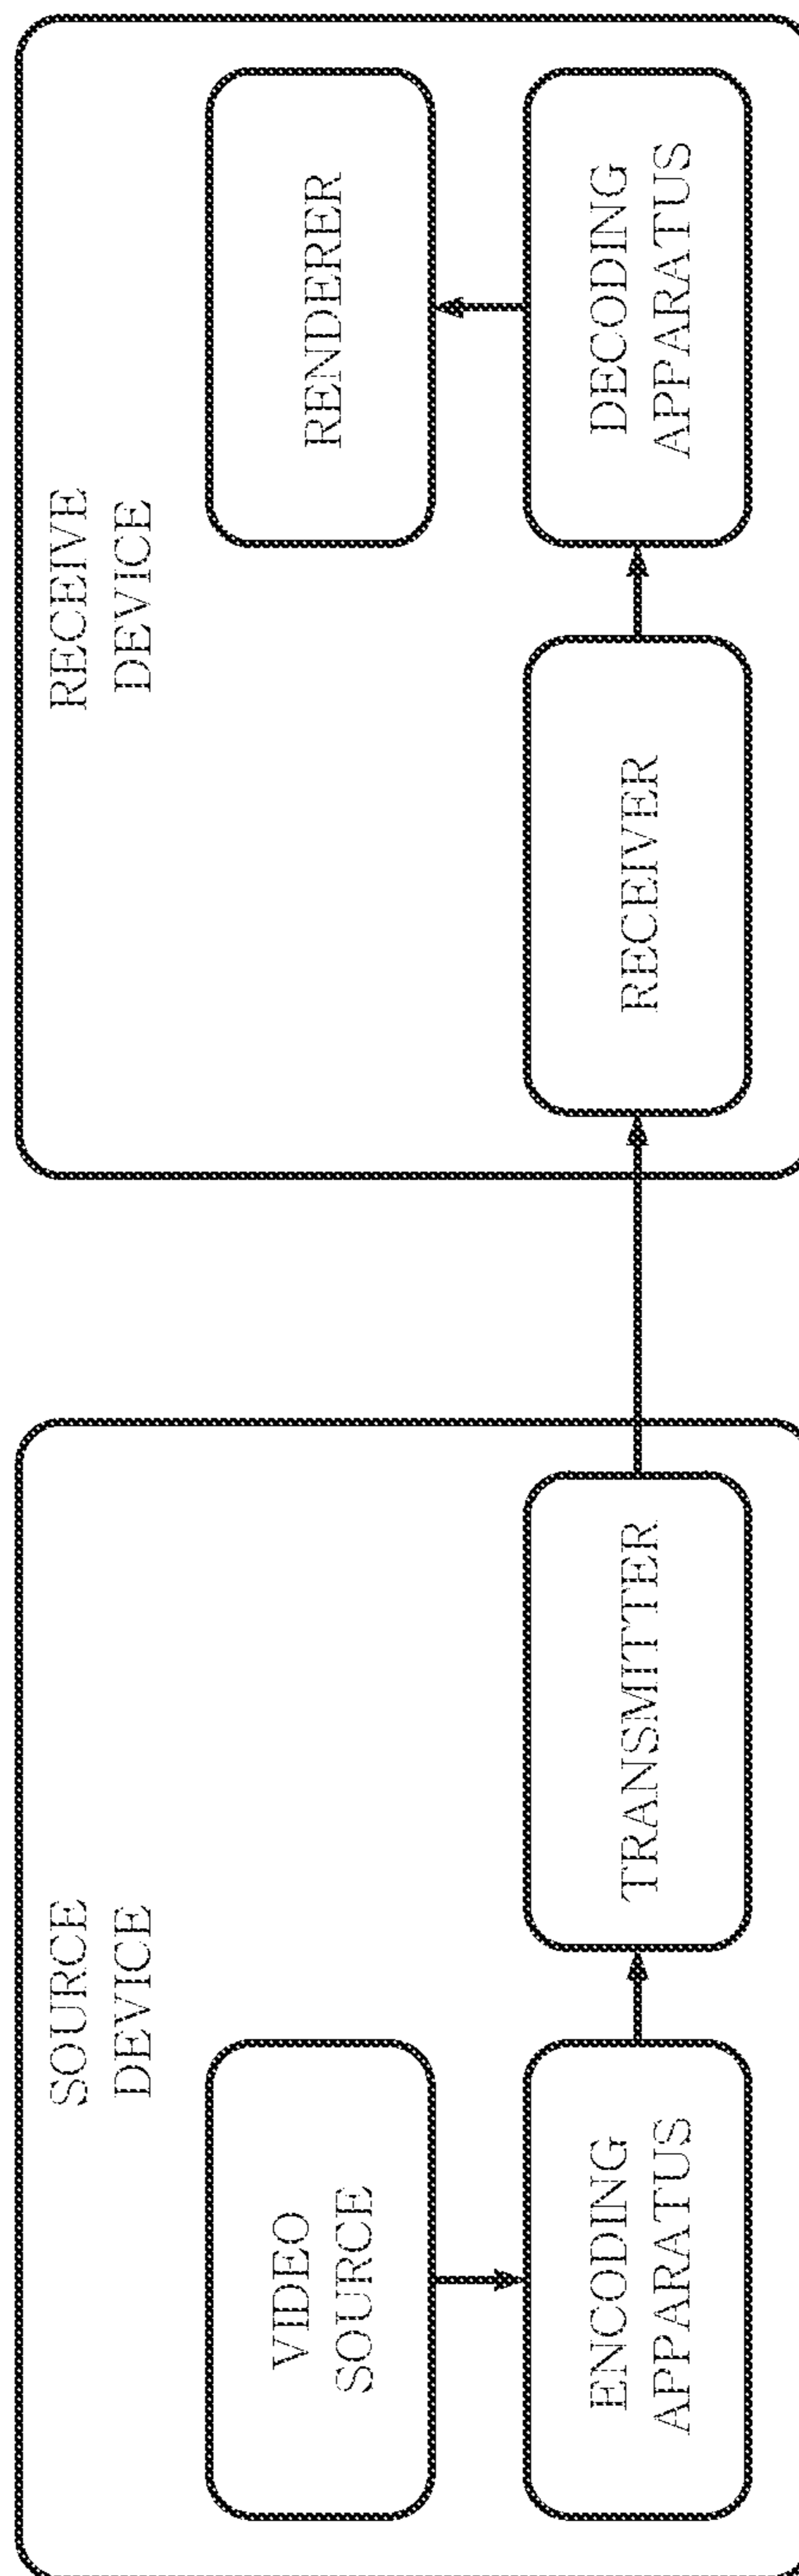 SOURCE
DEVICE
VIDEO
SOURCE
ENCODING
APPARATUS
TRANSMITTER
RECEIVE
DEVICE
RECEIVER
DECODING
APPARATUS
RENDERER